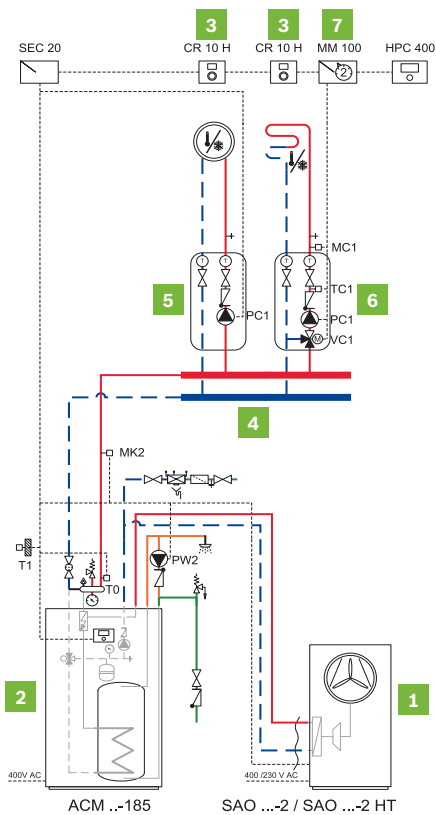 3
3
7
SEC 20
CR 10 H
CR 10 H
MM 100
HPC 400
2
T
T
T
T
MC1
TC1
5
6
PC1
PC1
M
VC1
4
MK2
T1
PW2
T0
M
2
1
400V AC
400 /230 V AC
ACM ..-185
SAO ...-2 / SAO ...-2 HT